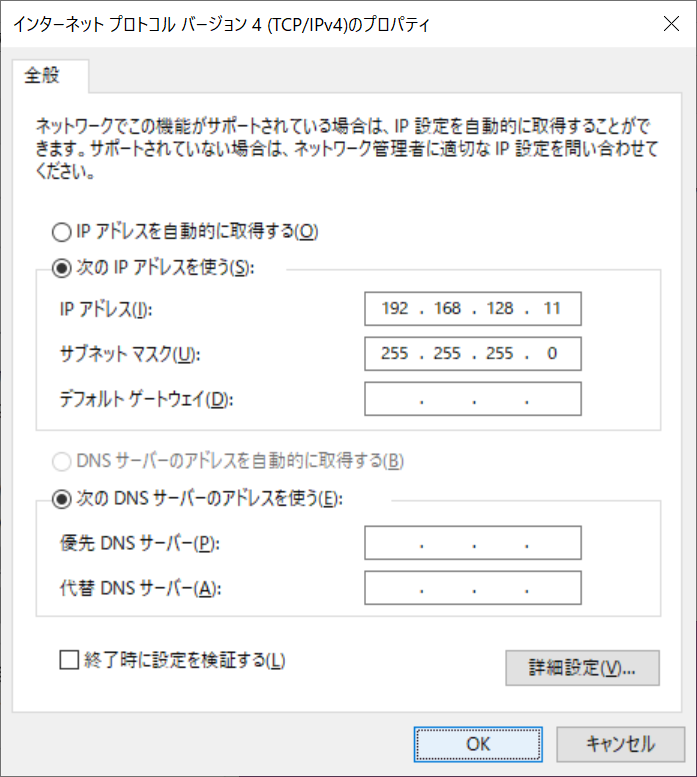 インターネット プロトコル バージョン 4 (TCP/IPv4)のプロパティ
全般
ネットワークでこの機能がサポートされている場合は、IP 設定を自動的に取得することがで
きます。サポートされていない場合は、ネットワーク管理者に適切な IP 設定を問い合わせて
ください。
IP アドレスを自動的に取得する(O)
次の IP アドレスを使う(S):
IP アドレス(I): 192 . 168 . 128 . 11
サブネット マスク(U): 255 . 255 . 255 . 0
デフォルト ゲートウェイ(D): . . .
DNS サーバーのアドレスを自動的に取得する(B)
次の DNS サーバーのアドレスを使う(E):
優先 DNS サーバー(P): . . .
代替 DNS サーバー(A): . . .
終了時に設定を検証する(L)
詳細設定(V)...
OK キャンセル